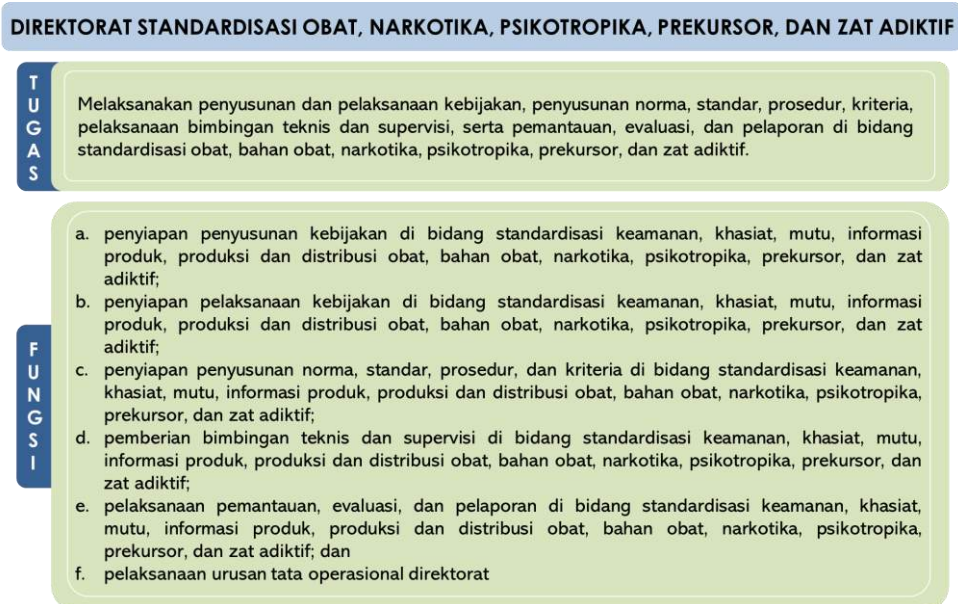 DIREKTORAT STANDARDISASI OBAT, NARKOTIKA, PSIKOTROPIKA, PREKURSOR, DAN ZAT ADIKTIF
TUGAS
Melaksanakan penyusunan dan pelaksanaan kebijakan, penyusunan norma, standar, prosedur, kriteria,
pelaksanaan bimbingan teknis dan supervisi, serta pemantauan, evaluasi, dan pelaporan di bidang
standardisasi obat, bahan obat, narkotika, psikotropika, prekursor, dan zat adiktif.
FUNGSI
a. penyiapan penyusunan kebijakan di bidang standardisasi keamanan, khasiat, mutu, informasi
produk, produksi dan distribusi obat, bahan obat, narkotika, psikotropika, prekursor, dan zat
adiktif;
b. penyiapan pelaksanaan kebijakan di bidang standardisasi keamanan, khasiat, mutu, informasi
produk, produksi dan distribusi obat, bahan obat, narkotika, psikotropika, prekursor, dan zat
adiktif;
c. penyiapan penyusunan norma, standar, prosedur, dan kriteria di bidang standardisasi keamanan,
khasiat, mutu, informasi produk, produksi dan distribusi obat, bahan obat, narkotika, psikotropika,
prekursor, dan zat adiktif;
d. pemberian bimbingan teknis dan supervisi di bidang standardisasi keamanan, khasiat, mutu,
informasi produk, produksi dan distribusi obat, bahan obat, narkotika, psikotropika, prekursor, dan
zat adiktif;
e. pelaksanaan pemantauan, evaluasi, dan pelaporan di bidang standardisasi keamanan, khasiat,
mutu, informasi produk, produksi dan distribusi obat, bahan obat, narkotika, psikotropika,
prekursor, dan zat adiktif; dan
f. pelaksanaan urusan tata operasional direktorat